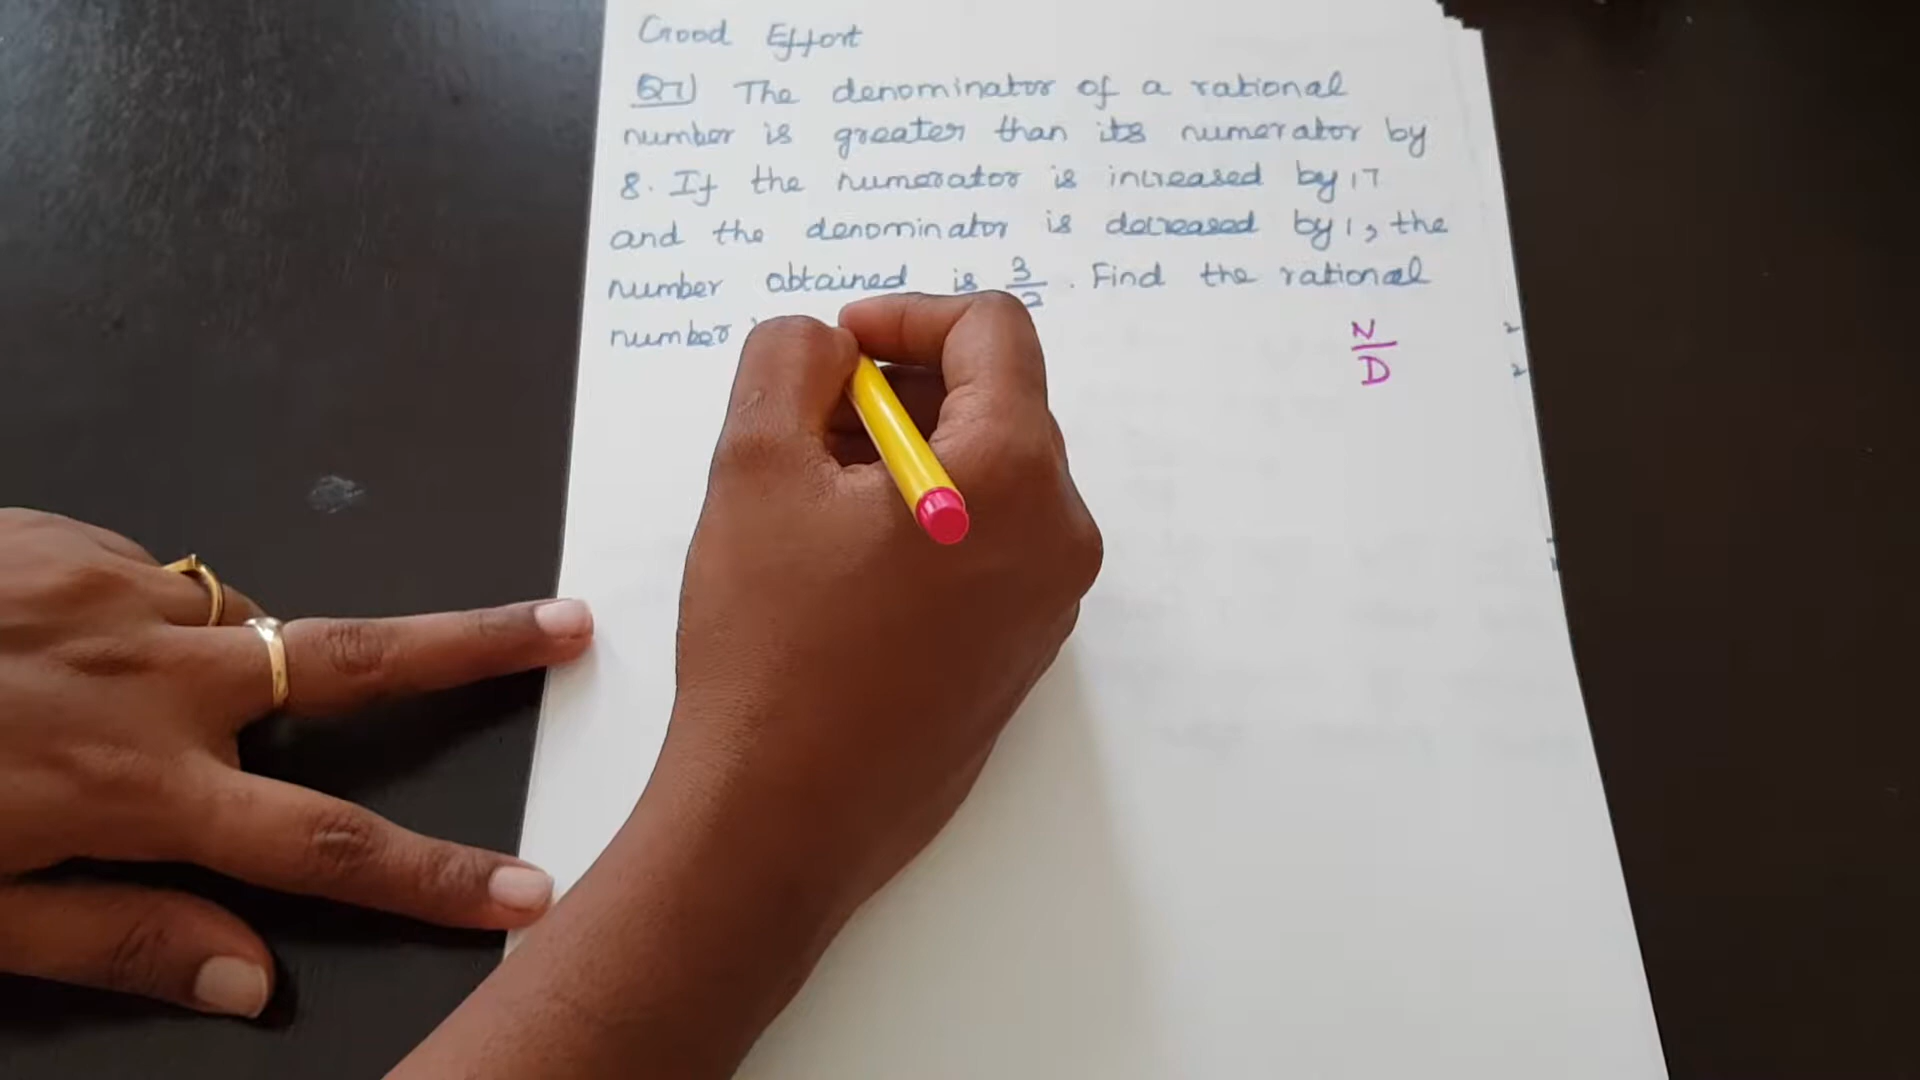 Good Effort
Q7) The denominator of a rational
number is greater than its numerator by
8. If the numerator is increased by 17
and the denominator is decreased by 1, the
number obtained is 3/2. Find the rational
number
N
D